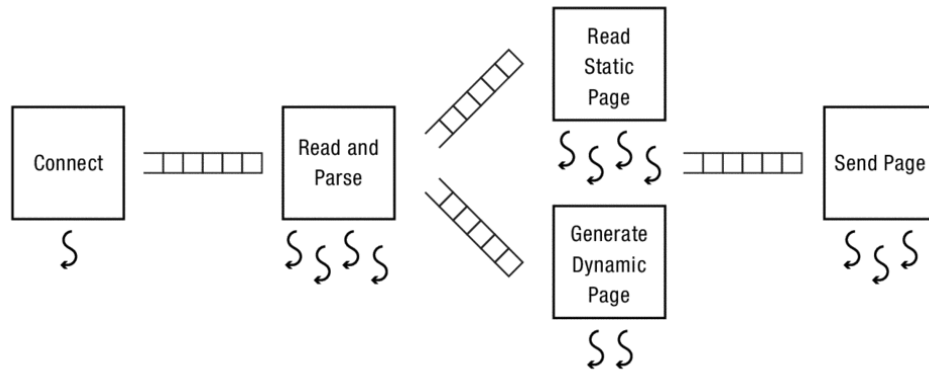 Connect
Read and
Parse
Read
Static
Page
Generate
Dynamic
Page
Send Page